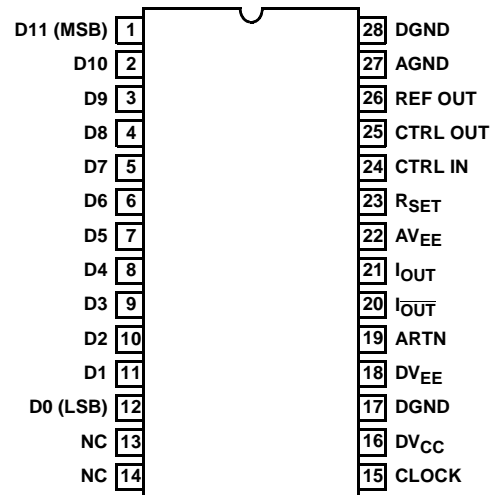 D11 (MSB) 1 28 DGND
D10 2 27 AGND
D9 3 26 REF OUT
D8 4 25 CTRL OUT
D7 5 24 CTRL IN
D6 6 23 RSET
D5 7 22 AVEE
D4 8 21 IOUT
D3 9 20 I̅O̅U̅T̅
D2 10 19 ARTN
D1 11 18 DVEE
D0 (LSB) 12 17 DGND
NC 13 16 DVCC
NC 14 15 CLOCK